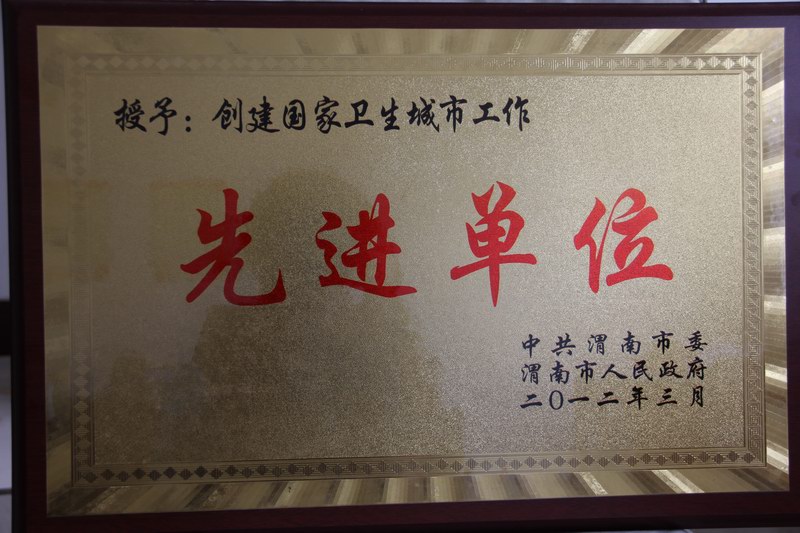 授予：创建国家卫生城市工作
先进单位
中共渭南市委
渭南市人民政府
二〇一二年三月